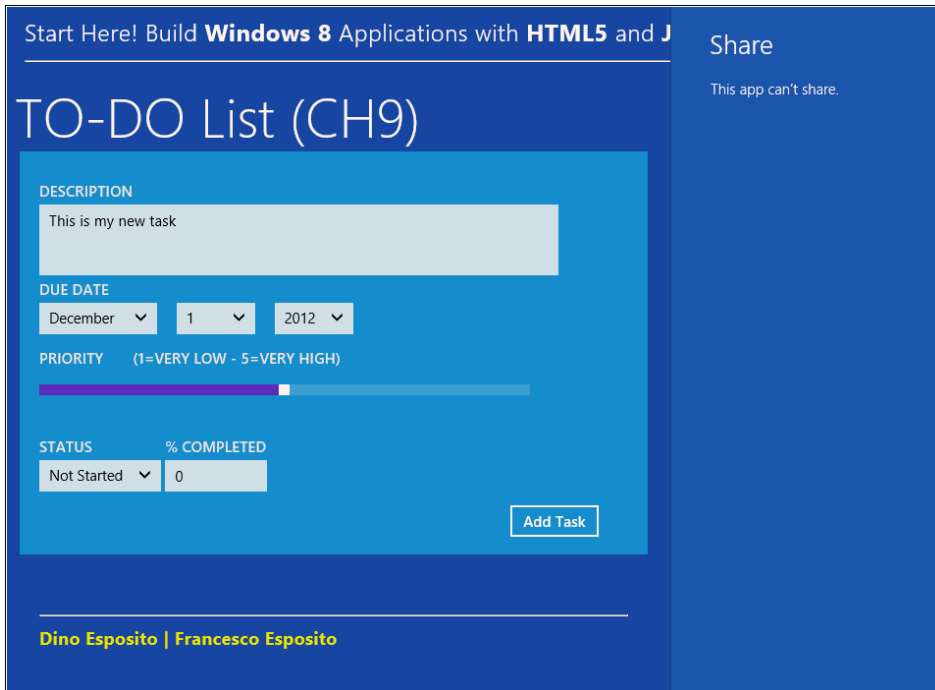 Start Here! Build Windows 8 Applications with HTML5 and J
Share
This app can't share.
TO-DO List (CH9)
DESCRIPTION
This is my new task
DUE DATE
December 1 2012
PRIORITY (1=VERY LOW - 5=VERY HIGH)
STATUS % COMPLETED
Not Started 0
Add Task
Dino Esposito | Francesco Esposito